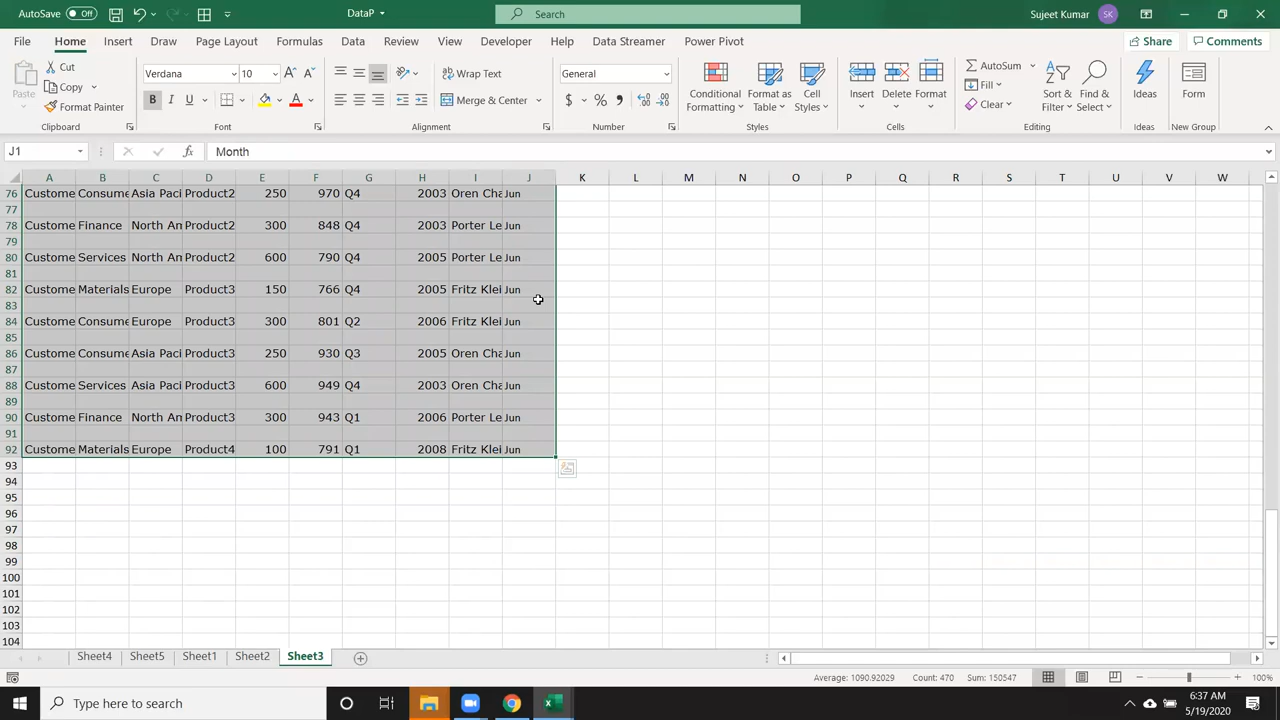 AutoSave Off DataP Search Sujeet Kumar SK
File Home Insert Draw Page Layout Formulas Data Review View Developer Help Data Streamer Power Pivot Share Comments
Paste Cut Copy Format Painter Clipboard
Verdana 10 B I U A Font
Wrap Text Merge & Center Alignment
General $ % , Number
Conditional Formatting Format as Table Cell Styles Styles
Insert Delete Format Cells
AutoSum Fill Clear Sort & Filter Find & Select Editing
Ideas Ideas
Form New Group
J1 fx Month
A B C D E F G H I J K L M N O P Q R S T U V W
76 Custome Consume Asia Paci Product2 250 970 Q4 2003 Oren Cha Jun
77
78 Custome Finance North An Product2 300 848 Q4 2003 Porter Le Jun
79
80 Custome Services North An Product2 600 790 Q4 2005 Porter Le Jun
81
82 Custome Materials Europe Product3 150 766 Q4 2005 Fritz Klei Jun
83
84 Custome Consume Europe Product3 300 801 Q2 2006 Fritz Klei Jun
85
86 Custome Consume Asia Paci Product3 250 930 Q3 2005 Oren Cha Jun
87
88 Custome Services Asia Paci Product3 600 949 Q4 2003 Oren Cha Jun
89
90 Custome Finance North An Product3 300 943 Q1 2006 Porter Le Jun
91
92 Custome Materials Europe Product4 100 791 Q1 2008 Fritz Klei Jun
93
94
95
96
97
98
99
100
101
102
103
104
Sheet4 Sheet5 Sheet1 Sheet2 Sheet3
Average: 1090.92029 Count: 470 Sum: 150547 100%
Type here to search 6:37 AM
5/19/2020